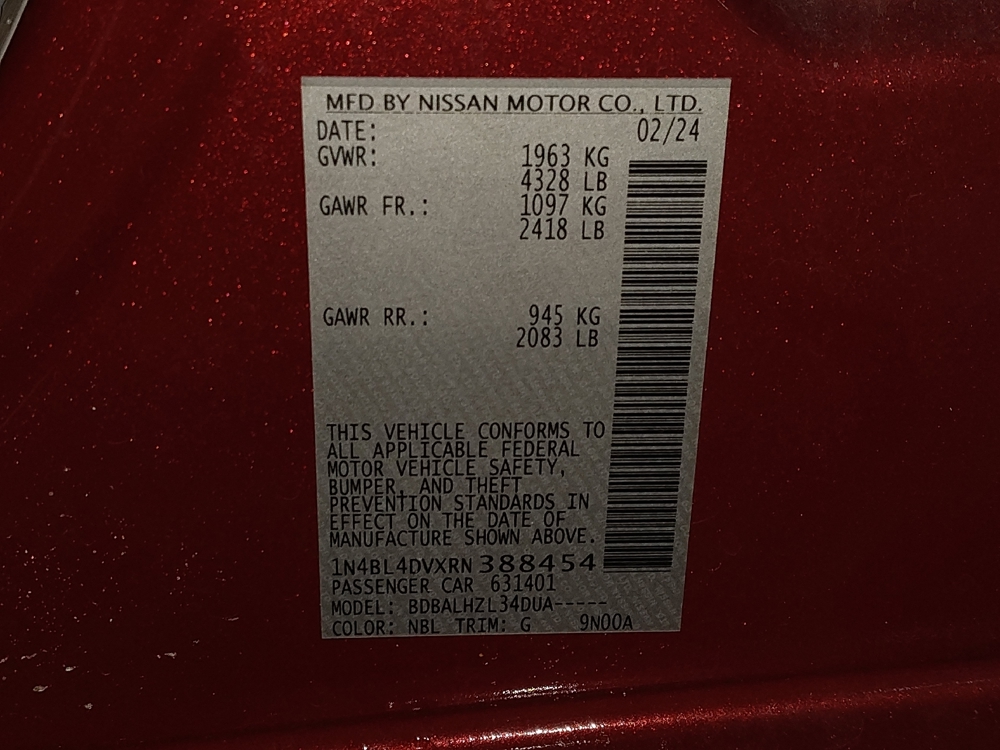 MFD BY NISSAN MOTOR CO., LTD.
DATE: 02/24
GVWR: 1963 KG
4328 LB
GAWR FR.: 1097 KG
2418 LB
GAWR RR.: 945 KG
2083 LB
THIS VEHICLE CONFORMS TO
ALL APPLICABLE FEDERAL
MOTOR VEHICLE SAFETY,
BUMPER, AND THEFT
PREVENTION STANDARDS IN
EFFECT ON THE DATE OF
MANUFACTURE SHOWN ABOVE.
1N4BL4DVXRN388454
PASSENGER CAR 631401
MODEL: BDBALHZL34DUA-----
COLOR: NBL TRIM: G 9N00A